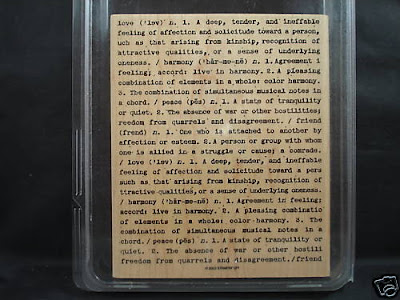 love ('ləv) n. 1. A deep, tender, and ineffable
feeling of affection and solicitude toward a person,
uch as that arising from kinship, recognition of
attractive qualities, or a sense of underlying
oneness. / harmony ('här-me-nē) n. 1. Agreement i
feeling; accord: live in harmony. 2. A pleasing
combination of elements in a whole: color harmony.
3. The combination of simultaneous musical notes in
a chord. / peace (pēs) n. 1. A state of tranquility
or quiet. 2. The absence of war or other hostilities;
freedom from quarrels and disagreement. / friend
(frend) n. 1. One who is attached to another by
affection or esteem. 2. A person or group with whom
one is allied in a struggle or cause; a comrade.
/ love ('ləv) n. 1. A deep, tender, and ineffable
feeling of affection and solicitude toward a pers
such as that arising from kinship, recognition of
ttractive qualities, or a sense of underlying oneness.
/ harmony ('här-me-nē) n. 1. Agreement in feeling;
accord: live in harmony. 2. A pleasing combinatic
of elements in a whole: color harmony. 3. The
combination of simultaneous musical notes in a
chord. / peace (pēs) n. 1. A state of tranquility or
quiet. 2. The absence of war or other hostili
freedom from quarrels and disagreement. / friend
STAMPIN' UP!